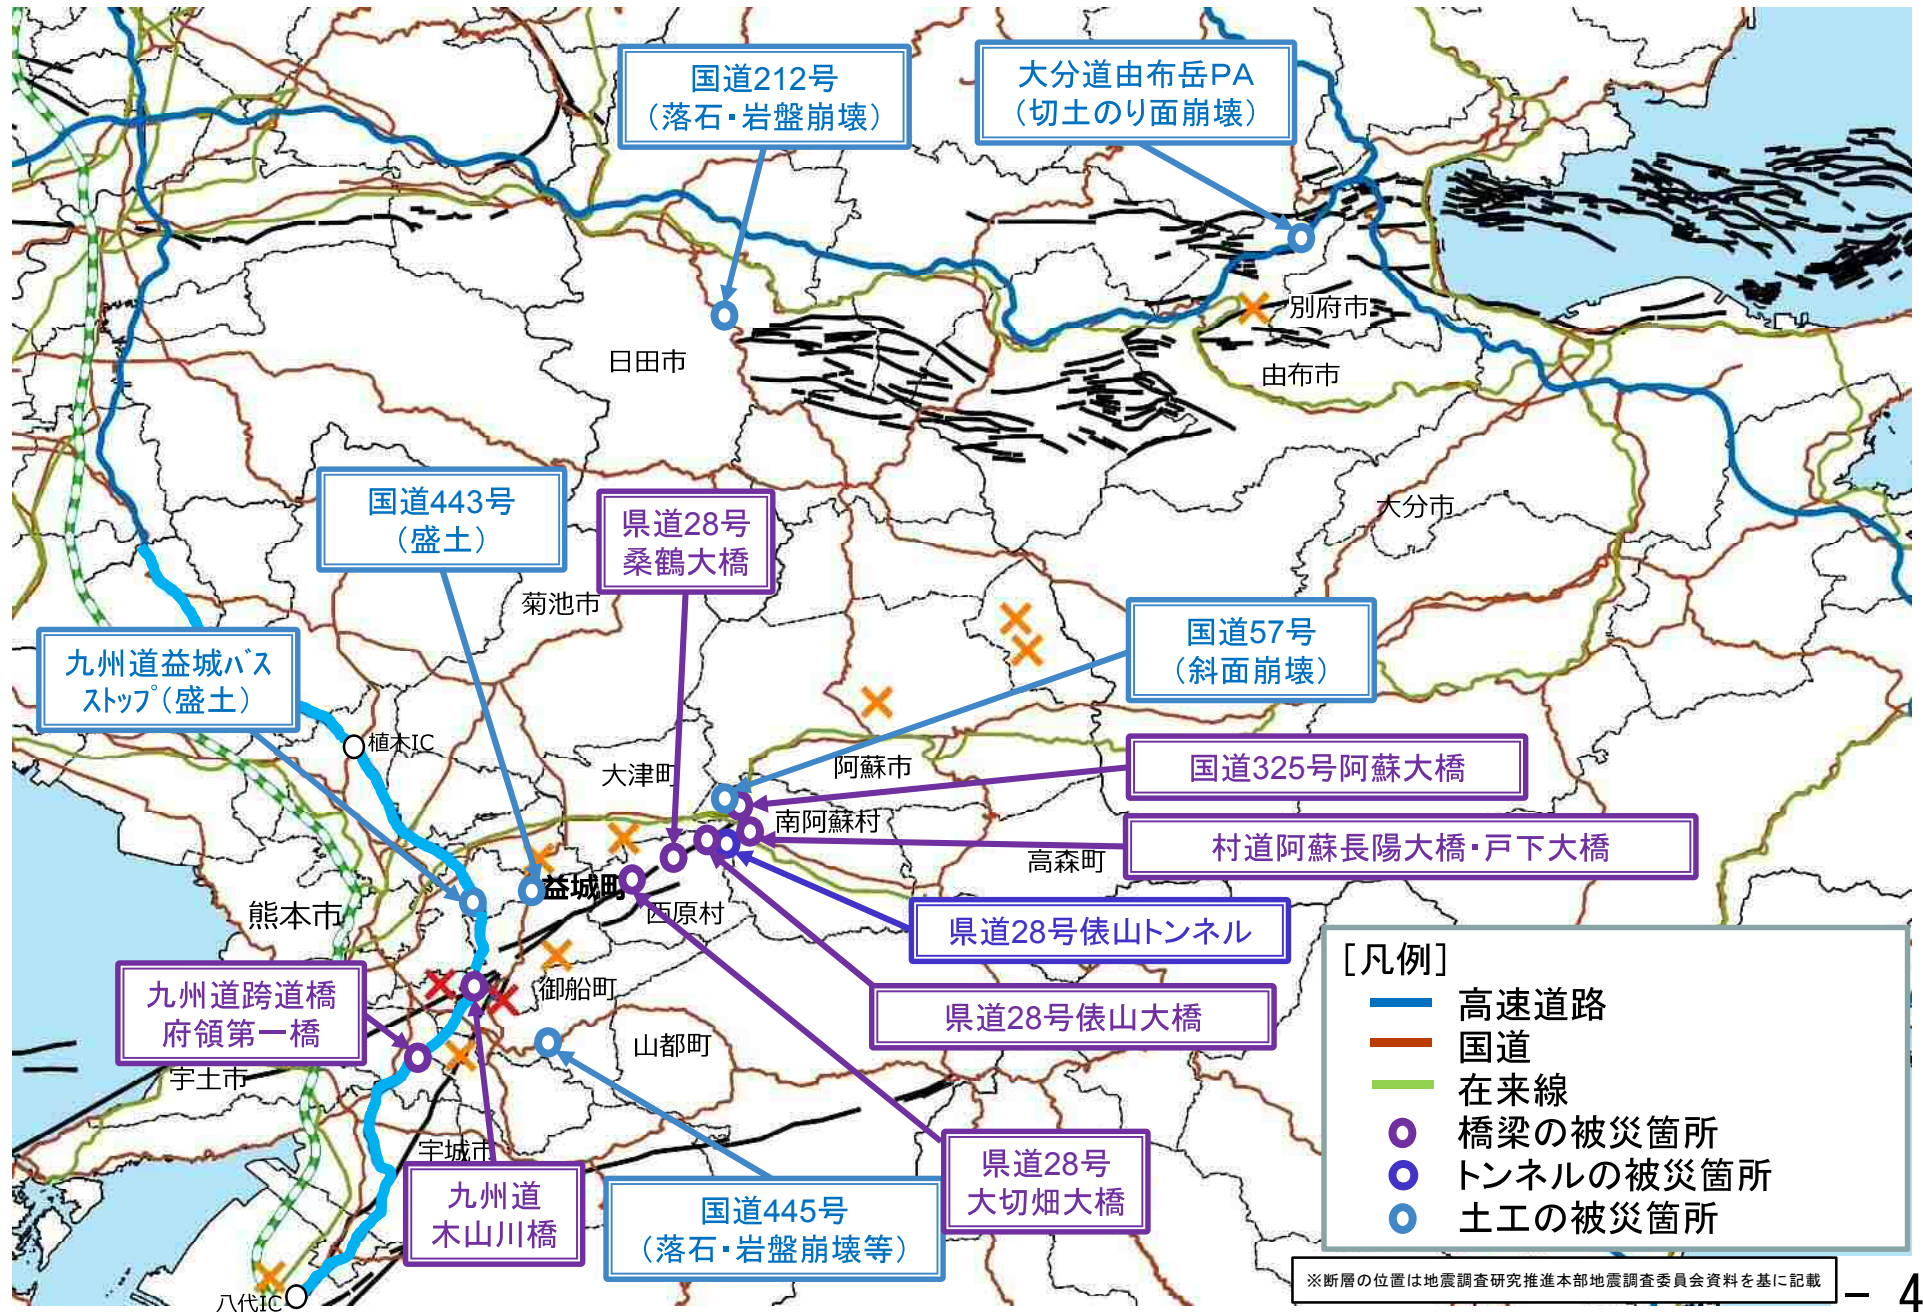 国道212号
（落石・岩盤崩壊）
大分道由布岳PA
（切土のり面崩壊）
別府市
日田市
由布市
国道443号
（盛土）
県道28号
桑鶴大橋
大分市
菊池市
九州道益城バス
ストップ（盛土）
国道57号
（斜面崩壊）
植木IC
大津町
阿蘇市
国道325号阿蘇大橋
南阿蘇村
村道阿蘇長陽大橋・戸下大橋
高森町
益城町
熊本市
西原村
県道28号俵山トンネル
九州道跨道橋
府領第一橋
御船町
県道28号俵山大橋
山都町
宇土市
宇城市
九州道
木山川橋
国道445号
（落石・岩盤崩壊等）
県道28号
大切畑大橋
八代IC
［凡例］
高速道路
国道
在来線
橋梁の被災箇所
トンネルの被災箇所
土工の被災箇所
※断層の位置は地震調査研究推進本部地震調査委員会資料を基に記載
－ 4